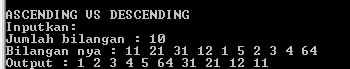 ASCENDING VS DESCENDING
Inputkan:
Jumlah bilangan : 10
Bilangan nya : 11 21 31 12 1 5 2 3 4 64
Output : 1 2 3 4 5 64 31 21 12 11